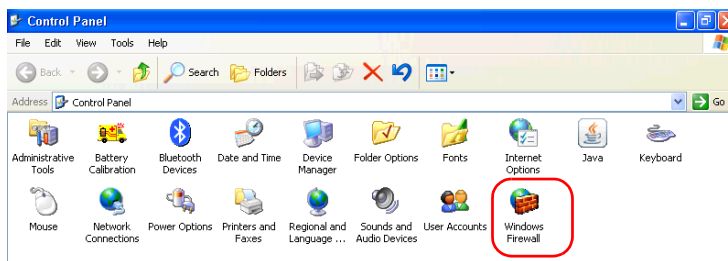 Control Panel
File Edit View Tools Help
Back Search Folders
Address Control Panel Go
Administrative Tools
Battery Calibration
Bluetooth Devices
Date and Time
Device Manager
Folder Options
Fonts
Internet Options
Java
Keyboard
Mouse
Network Connections
Power Options
Printers and Faxes
Regional and Language ...
Sounds and Audio Devices
User Accounts
Windows Firewall